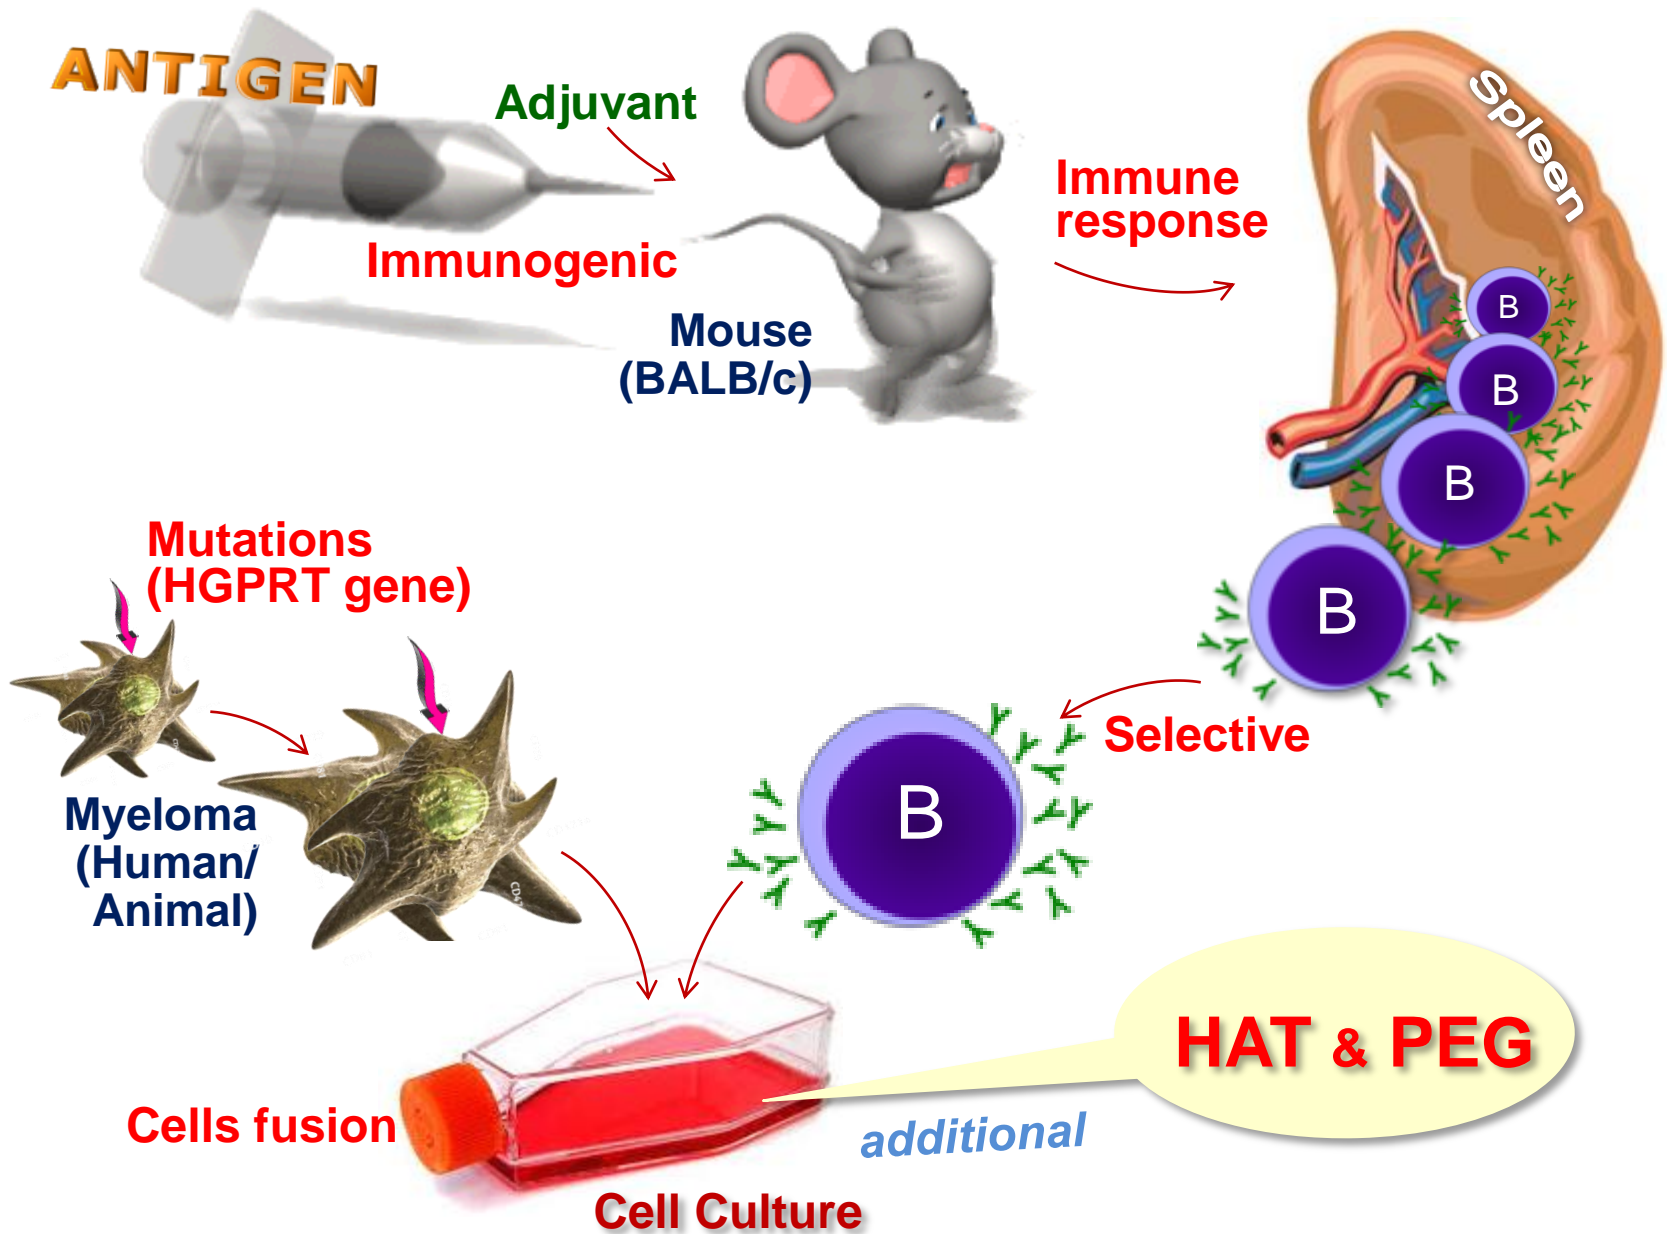 ANTIGEN
Adjuvant
Immunogenic
Mouse
(BALB/c)
Immune
response
Spleen
B
B
B
B
Selective
Mutations
(HGPRT gene)
Myeloma
(Human/
Animal)
B
HAT & PEG
additional
Cells fusion
Cell Culture